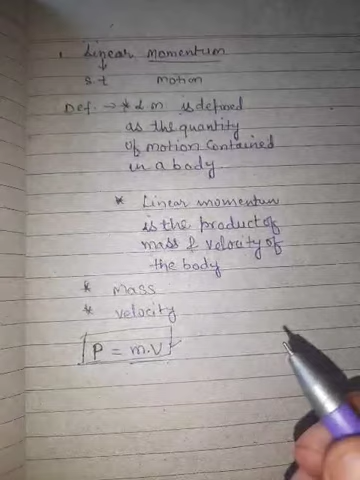 1. Linear Momentum
↓
s.t motion
Def. → * L M is defined
as the quantity
of motion contained
in a body
* Linear momentum
is the product of
mass & velocity of
the body
* Mass
* velocity
P = m.V